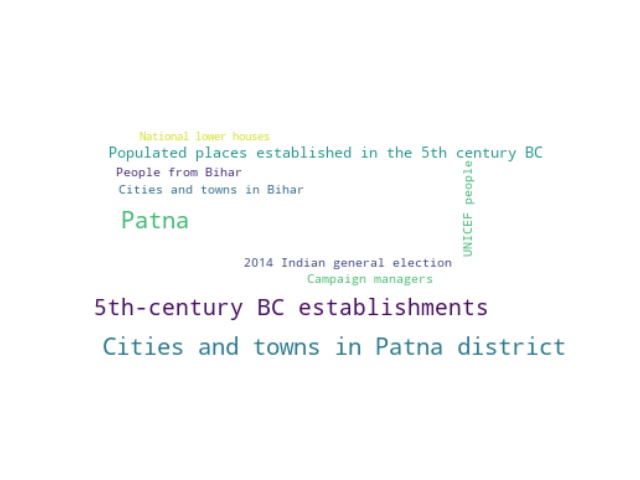 National lower houses
Populated places established in the 5th century BC
People from Bihar
Cities and towns in Bihar
UNICEF people
Patna
2014 Indian general election
Campaign managers
5th-century BC establishments
Cities and towns in Patna district